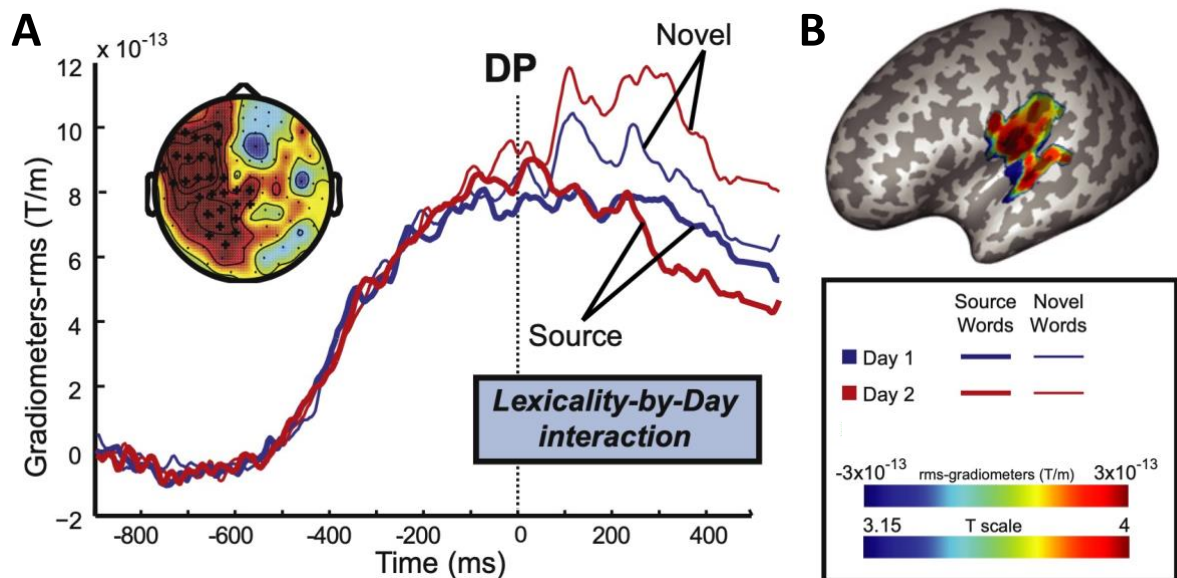 A
x 10-13
Gradiometers-rms (T/m)
12
10
8
6
4
2
0
−2
-800
-600
-400
-200
0
200
400
Time (ms)
DP
Novel
Source
Lexicality-by-Day
interaction
B
Source
Words
Novel
Words
Day 1
Day 2
-3x10-13
rms-gradiometers (T/m)
3x10-13
3.15
T scale
4